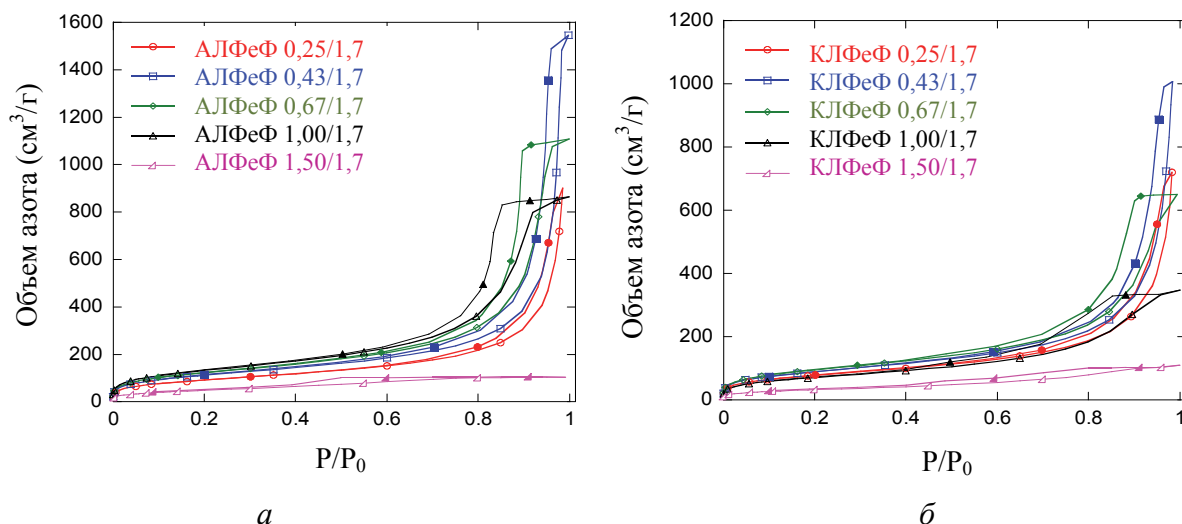 1600
1400
1200
1000
800
600
400
200
0
Объем азота (см³/г)
АЛФеФ 0,25/1,7
АЛФеФ 0,43/1,7
АЛФеФ 0,67/1,7
АЛФеФ 1,00/1,7
АЛФеФ 1,50/1,7
0 0.2 0.4 0.6 0.8 1
P/P₀
а
1200
1000
800
600
400
200
0
Объем азота (см³/г)
КЛФеФ 0,25/1,7
КЛФеФ 0,43/1,7
КЛФеФ 0,67/1,7
КЛФеФ 1,00/1,7
КЛФеФ 1,50/1,7
0 0.2 0.4 0.6 0.8 1
P/P₀
б